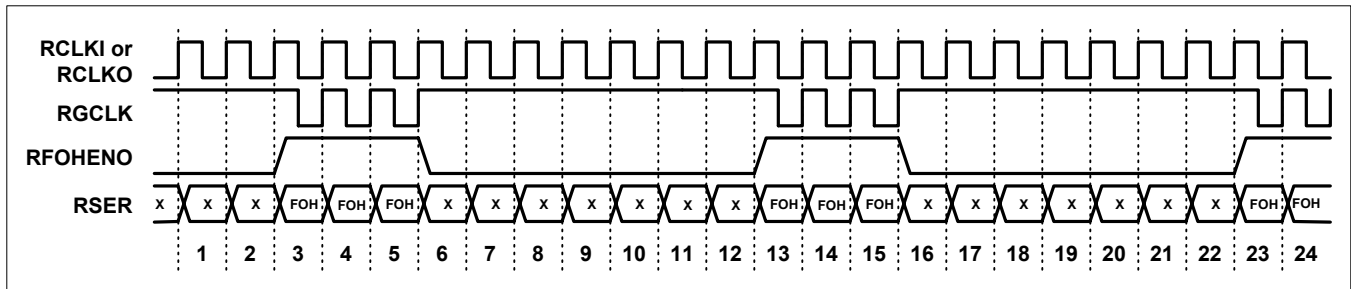 RCLKI or
RCLKO
RGCLK
RFOHENO
RSER X X X FOH FOH FOH X X X X X X X FOH FOH FOH X X X X X X X FOH FOH
1 2 3 4 5 6 7 8 9 10 11 12 13 14 15 16 17 18 19 20 21 22 23 24